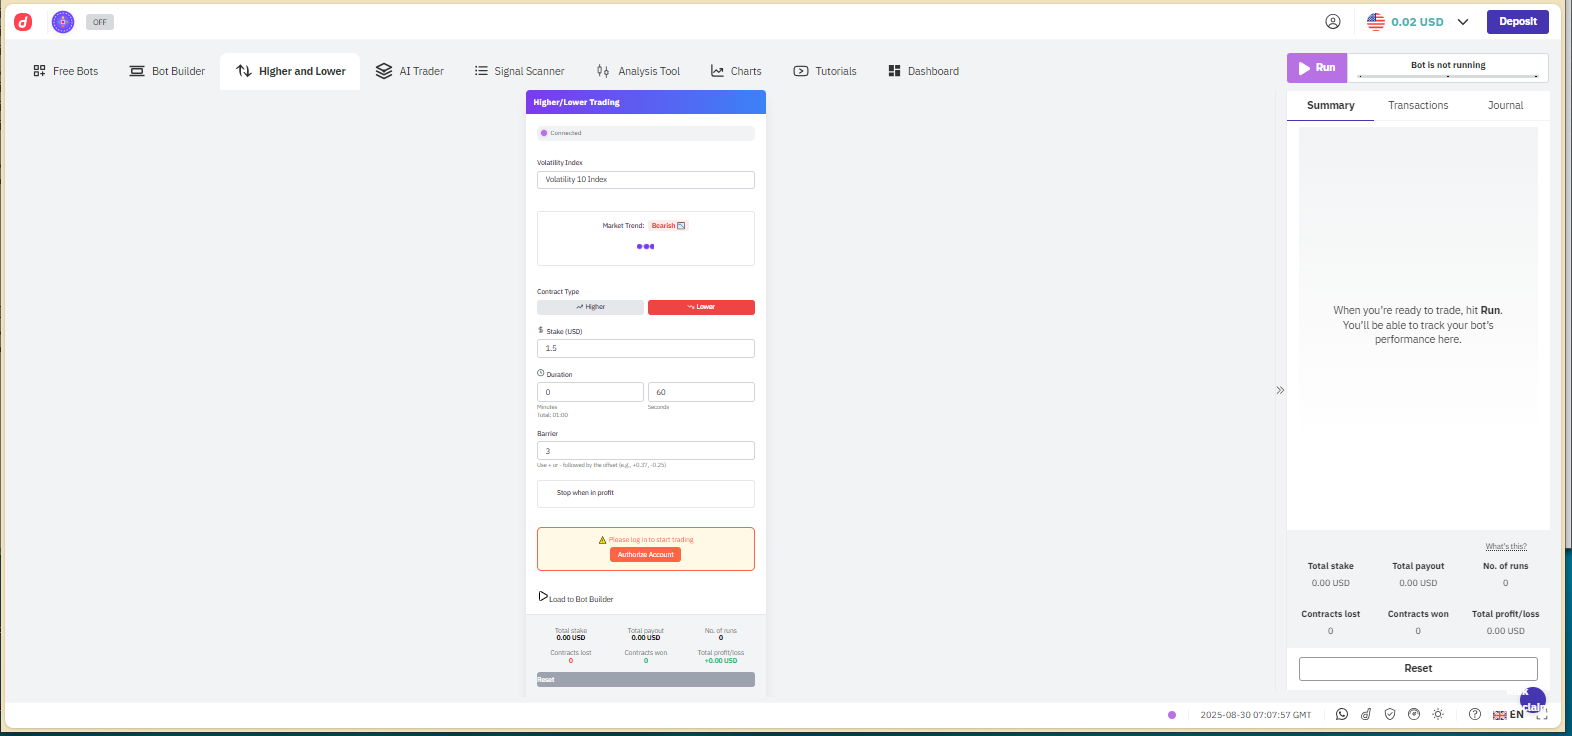 OFF
0.02 USD
Deposit
Free Bots
Bot Builder
Higher and Lower
AI Trader
Signal Scanner
Analysis Tool
Charts
Tutorials
Dashboard
Run
Bot is not running
Higher/Lower Trading
Connected
Volatility Index
Volatility 10 Index
Market Trend: Bearish
Contract Type
Higher
Lower
$ Stake (USD)
1.5
Duration
0
60
Minutes
Seconds
Total: 01:00
Barrier
3
Use + or - followed by the offset (e.g., +0.37, -0.25)
Stop when in profit
Please log in to start trading
Authorize Account
Load to Bot Builder
Total stake
Total payout
No. of runs
0.00 USD
0.00 USD
0
Contracts lost
Contracts won
Total profit/loss
0
0
+0.00 USD
Reset
Summary
Transactions
Journal
When you're ready to trade, hit Run.
You'll be able to track your bot's
performance here.
What's this?
Total stake
Total payout
No. of runs
0.00 USD
0.00 USD
0
Contracts lost
Contracts won
Total profit/loss
0
0
0.00 USD
Reset
2025-08-30 07:07:57 GMT
EN